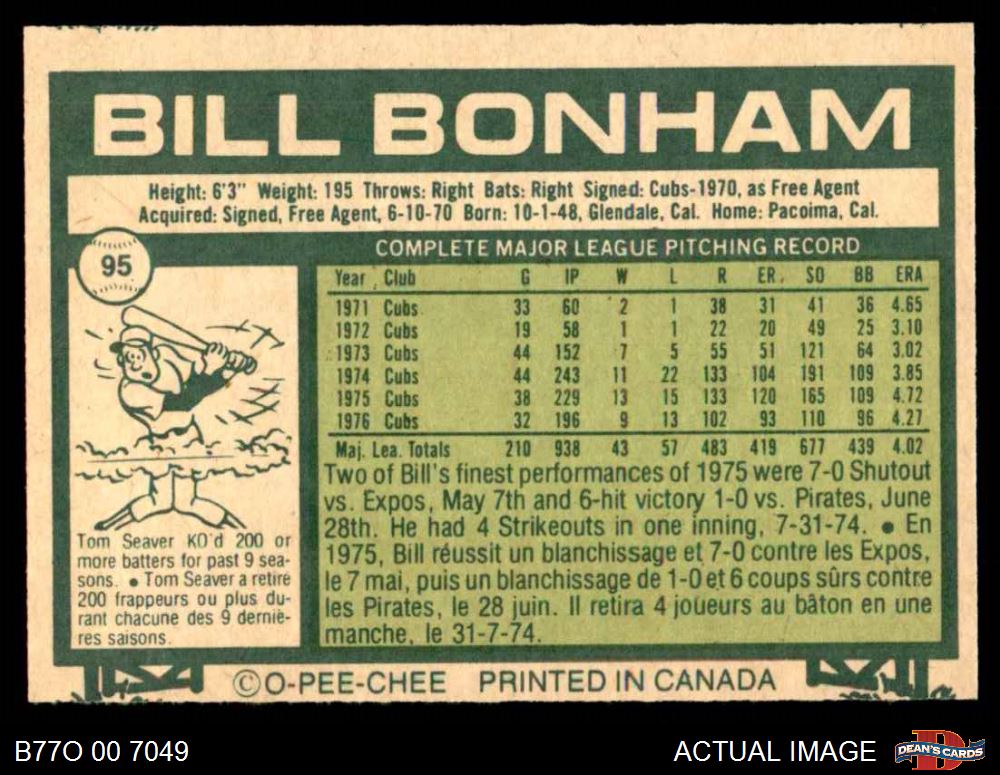 BILL BONHAM
Height: 6'3" Weight: 195 Throws: Right Bats: Right Signed: Cubs-1970, as Free Agent
Acquired: Signed, Free Agent, 6-10-70 Born: 10-1-48, Glendale, Cal. Home: Pacoima, Cal.
95
COMPLETE MAJOR LEAGUE PITCHING RECORD
Year Club G IP W L R ER. SO BB ERA
1971 Cubs 33 60 2 1 38 31 41 36 4.65
1972 Cubs 19 58 1 1 22 20 49 25 3.10
1973 Cubs 44 152 7 5 55 51 121 64 3.02
1974 Cubs 44 243 11 22 133 104 191 109 3.85
1975 Cubs 38 229 13 15 133 120 165 109 4.72
1976 Cubs 32 196 9 13 102 93 110 96 4.27
Maj. Lea. Totals 210 938 43 57 483 419 677 439 4.02
Two of Bill's finest performances of 1975 were 7-0 Shutout
vs. Expos, May 7th and 6-hit victory 1-0 vs. Pirates, June
28th. He had 4 Strikeouts in one inning, 7-31-74. ● En
1975, Bill réussit un blanchissage et 7-0 contre les Expos,
le 7 mai, puis un blanchissage de 1-0 et 6 coups sûrs contre
les Pirates, le 28 juin. Il retira 4 joueurs au bâton en une
manche, le 31-7-74.
Tom Seaver KO'd 200 or
more batters for past 9 sea-
sons. ● Tom Seaver a retiré
200 frappeurs ou plus du-
rant chacune des 9 derniè-
res saisons.
©O-PEE-CHEE PRINTED IN CANADA
B77O 00 7049
ACTUAL IMAGE
DEAN'S CARDS